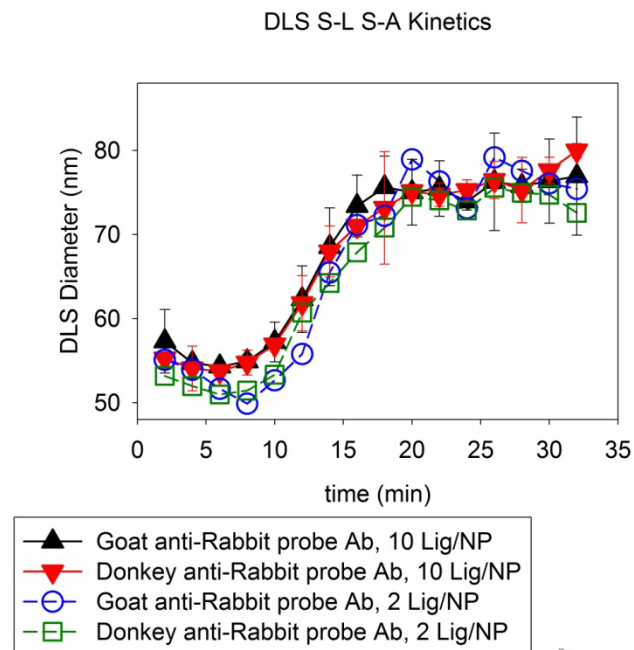 DLS S-L S-A Kinetics
80
70
60
50
DLS Diameter (nm)
0 5 10 15 20 25 30 35
time (min)
Goat anti-Rabbit probe Ab, 10 Lig/NP
Donkey anti-Rabbit probe Ab, 10 Lig/NP
Goat anti-Rabbit probe Ab, 2 Lig/NP
Donkey anti-Rabbit probe Ab, 2 Lig/NP